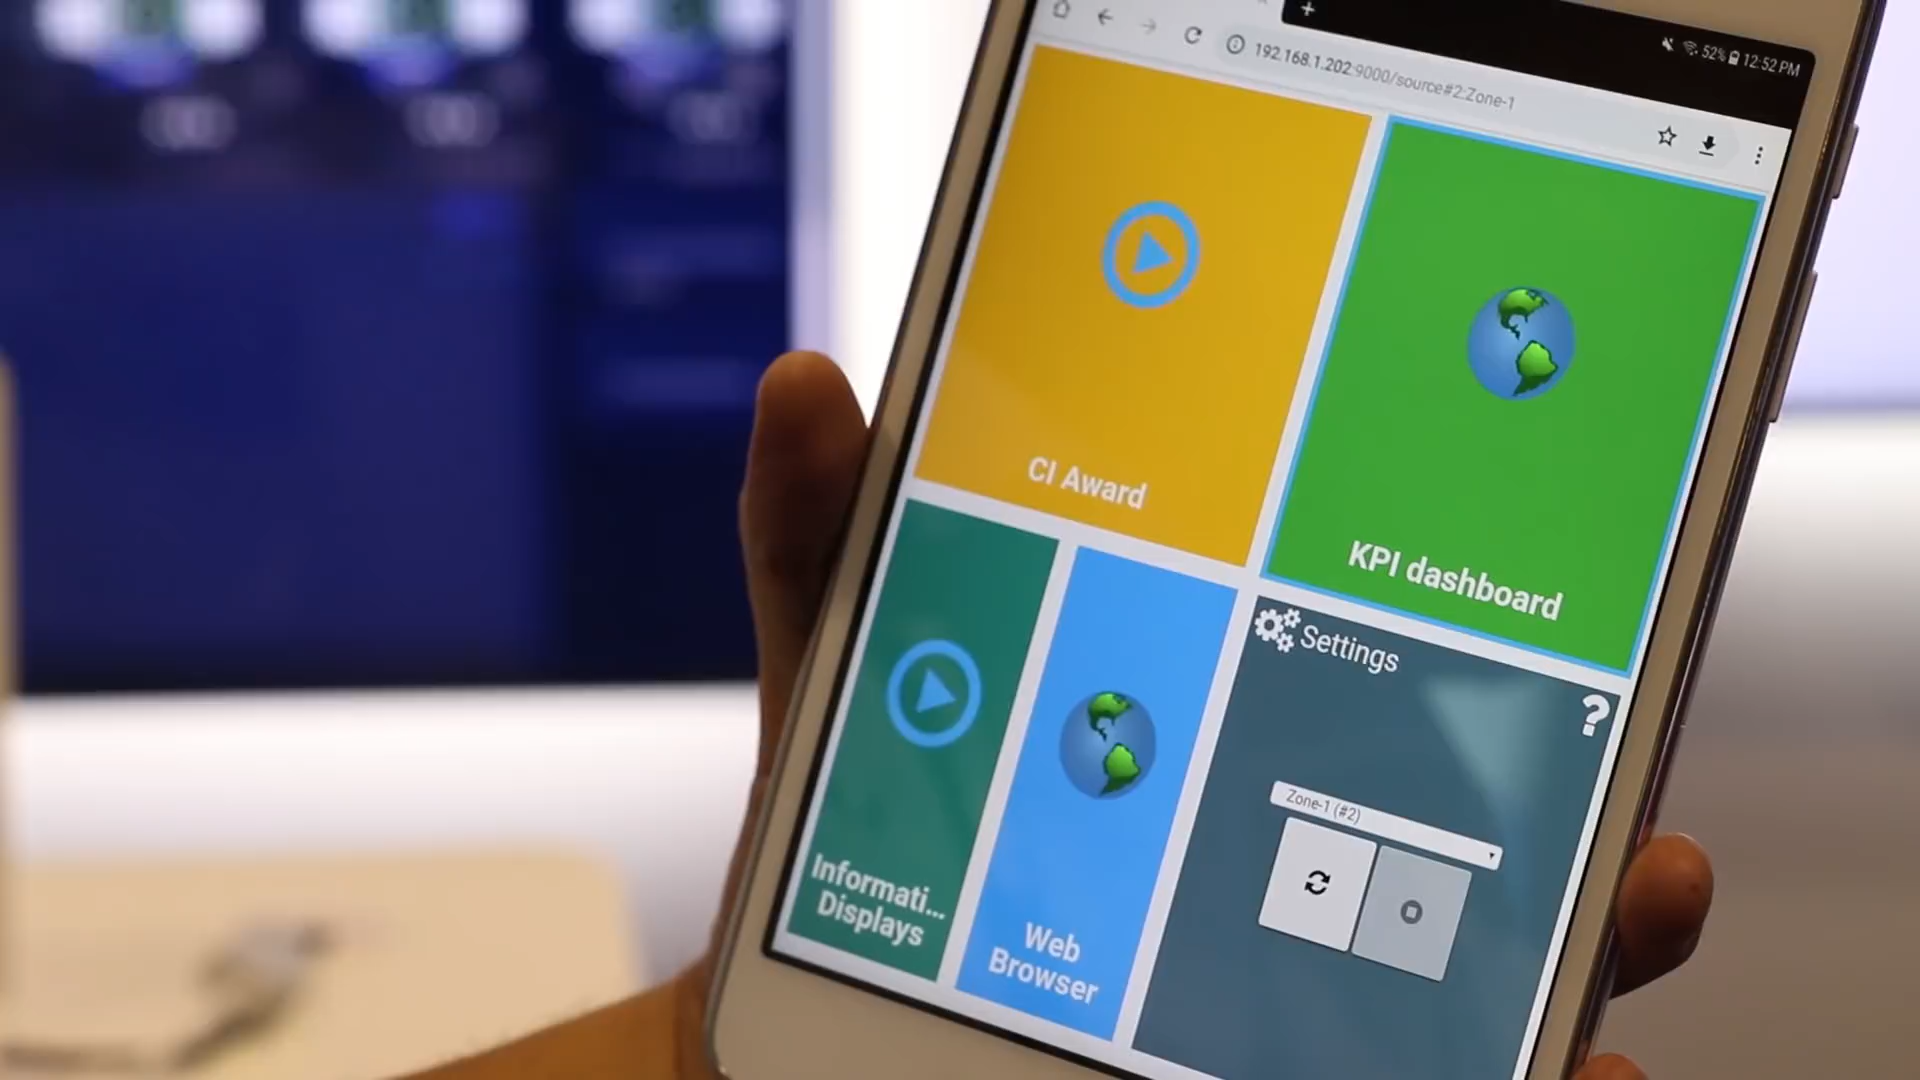 52% 12:52 PM
192.168.1.202:9000/source#2:Zone-1
CI Award
KPI dashboard
Informati...
Displays
Web
Browser
Settings
?
Zone-1 (#2)